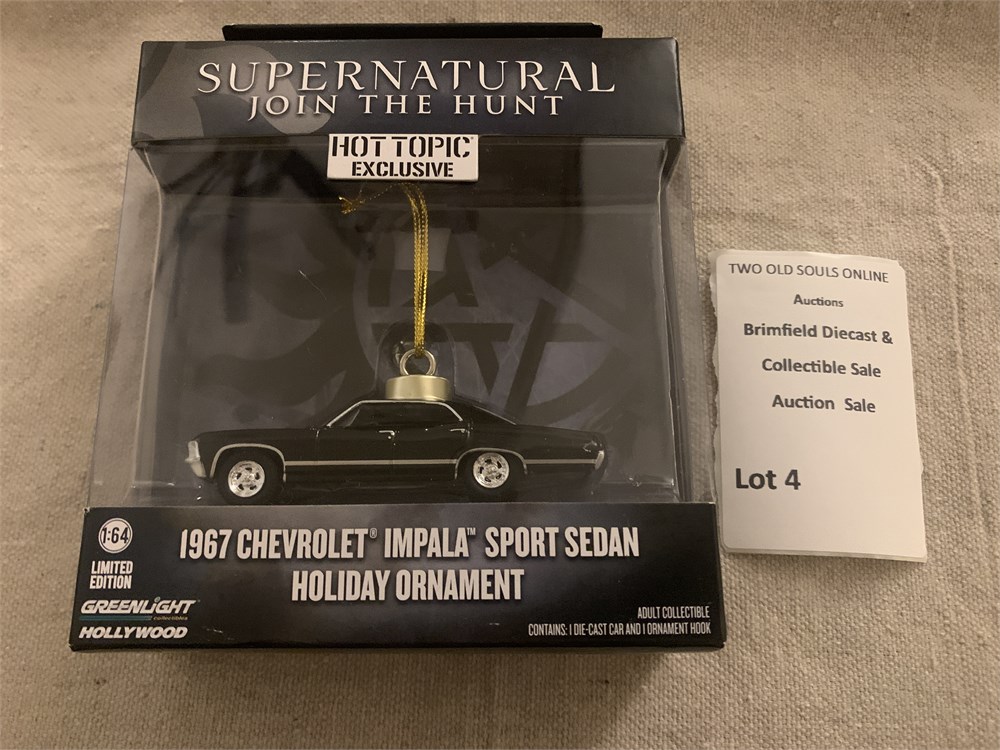 SUPERNATURAL
JOIN THE HUNT
HOT TOPIC®
EXCLUSIVE
1:64
LIMITED
EDITION
GREENLIGHT
collectibles
HOLLYWOOD
1967 CHEVROLET® IMPALA™ SPORT SEDAN
HOLIDAY ORNAMENT
ADULT COLLECTIBLE
CONTAINS: 1 DIE-CAST CAR AND 1 ORNAMENT HOOK
TWO OLD SOULS ONLINE
Auctions
Brimfield Diecast &
Collectible Sale
Auction Sale
Lot 4